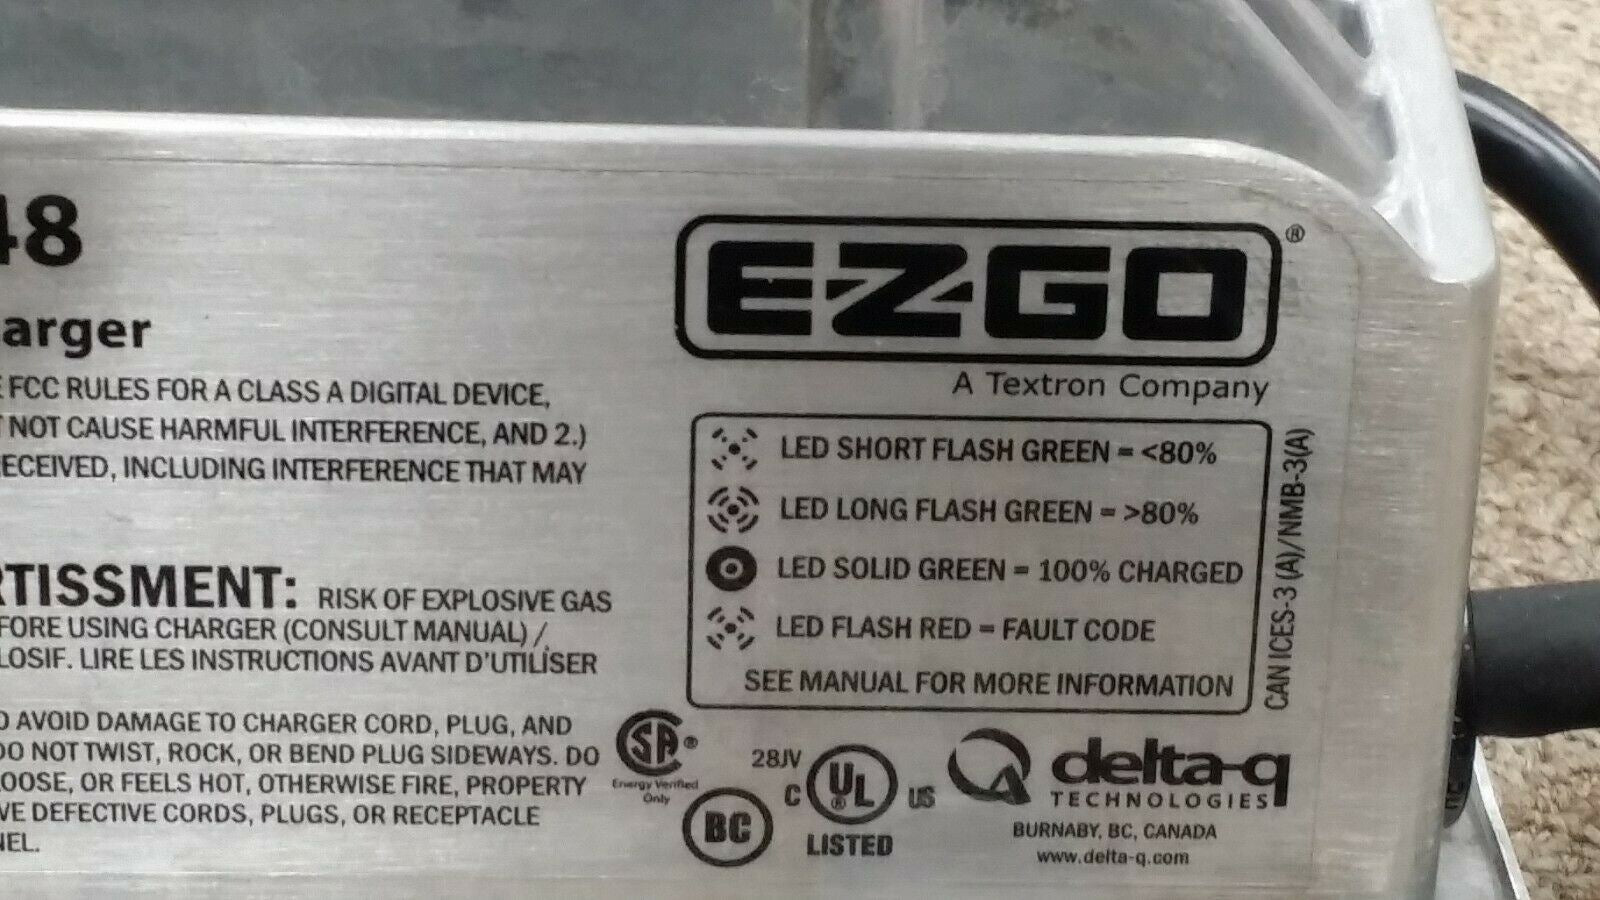 48
arger
E FCC RULES FOR A CLASS A DIGITAL DEVICE,
T NOT CAUSE HARMFUL INTERFERENCE, AND 2.)
ECEIVED, INCLUDING INTERFERENCE THAT MAY
RTISSMENT: RISK OF EXPLOSIVE GAS
FORE USING CHARGER (CONSULT MANUAL) /
LOSIF. LIRE LES INSTRUCTIONS AVANT D'UTILISER
O AVOID DAMAGE TO CHARGER CORD, PLUG, AND
DO NOT TWIST, ROCK, OR BEND PLUG SIDEWAYS. DO
OOSE, OR FEELS HOT, OTHERWISE FIRE, PROPERTY
VE DEFECTIVE CORDS, PLUGS, OR RECEPTACLE
NEL.
E-Z-GO®
A Textron Company
LED SHORT FLASH GREEN = <80%
LED LONG FLASH GREEN = >80%
LED SOLID GREEN = 100% CHARGED
LED FLASH RED = FAULT CODE
SEE MANUAL FOR MORE INFORMATION
CAN ICES-3 (A)/NMB-3(A)
SA®
Energy Verified
Only
BC
28JV
C UL® US
LISTED
delta-q
TECHNOLOGIES
BURNABY, BC, CANADA
www.delta-q.com